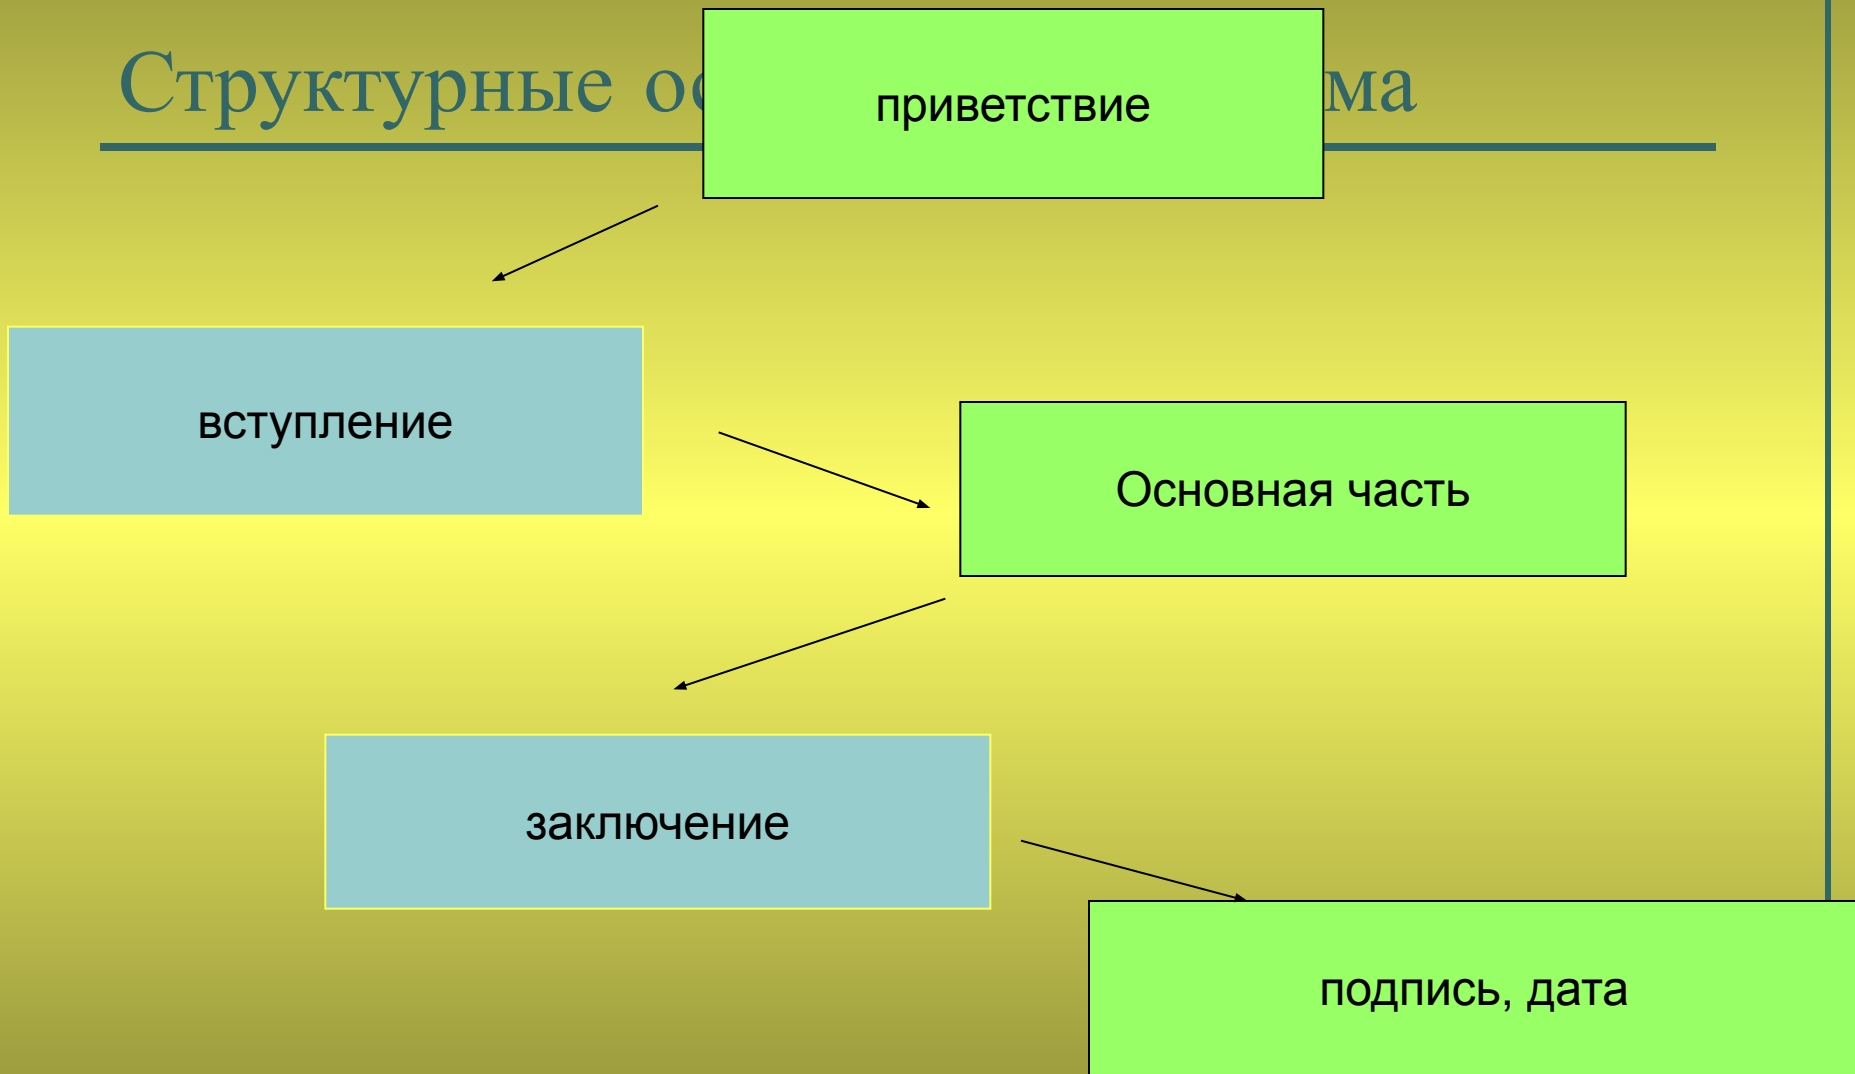 Структурные
ма
приветствие
вступление
Основная часть
заключение
подпись, дата